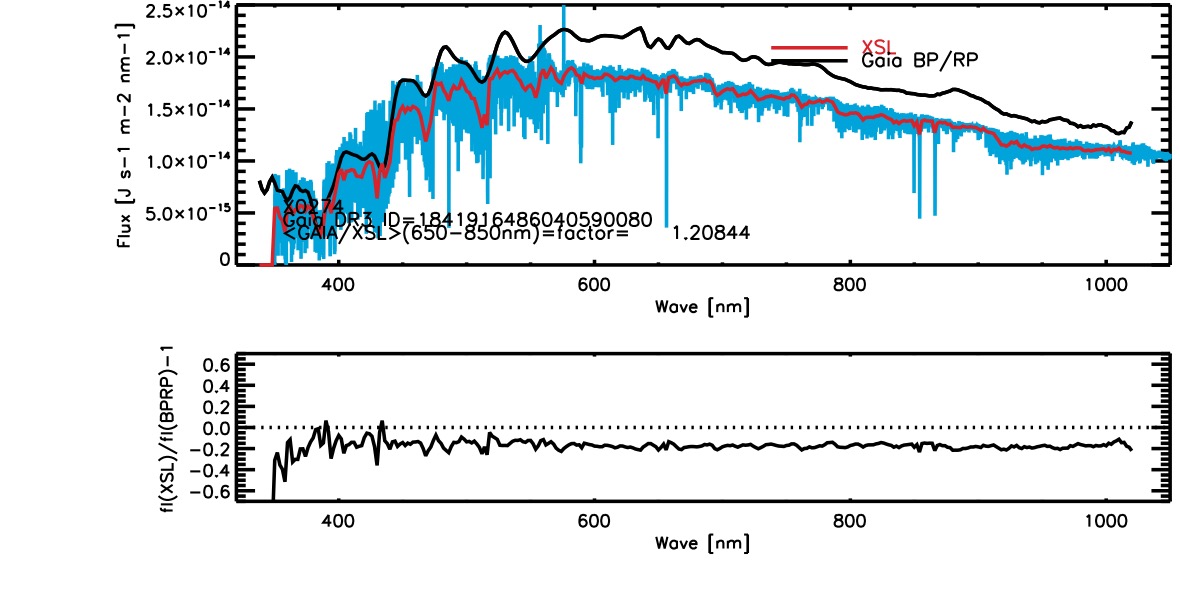 2.5×10⁻¹⁴
2.0×10⁻¹⁴
1.5×10⁻¹⁴
1.0×10⁻¹⁴
5.0×10⁻¹⁵
0
Flux [J s-1 m-2 nm-1]
XSL
Gaia BP/RP
X0274
Gaia DR3 ID=1841916486040590080
<GAIA/XSL>(650-850nm)=factor= 1.20844
400 600 800 1000
Wave [nm]
0.6
0.4
0.2
0.0
-0.2
-0.4
-0.6
fl(XSL)/fl(BPRP)-1
400 600 800 1000
Wave [nm]